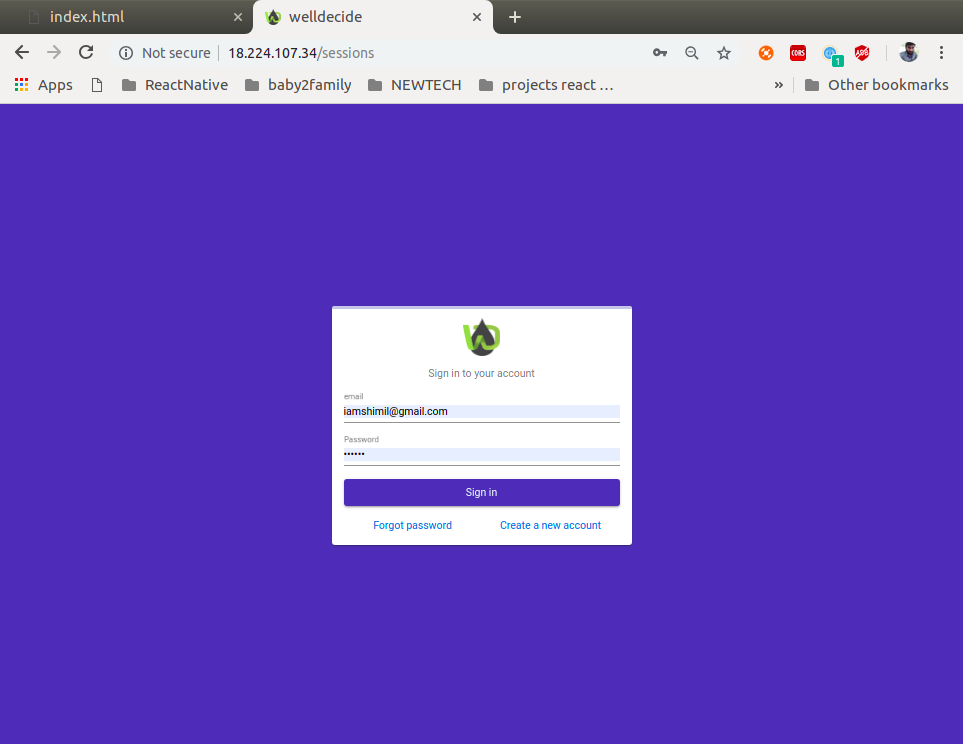 index.html
welldecide
Not secure 18.224.107.34/sessions
CORS
1
ABP
Apps ReactNative baby2family NEWTECH projects react … » Other bookmarks
Sign in to your account
email
iamshimil@gmail.com
Password
••••••
Sign in
Forgot password Create a new account